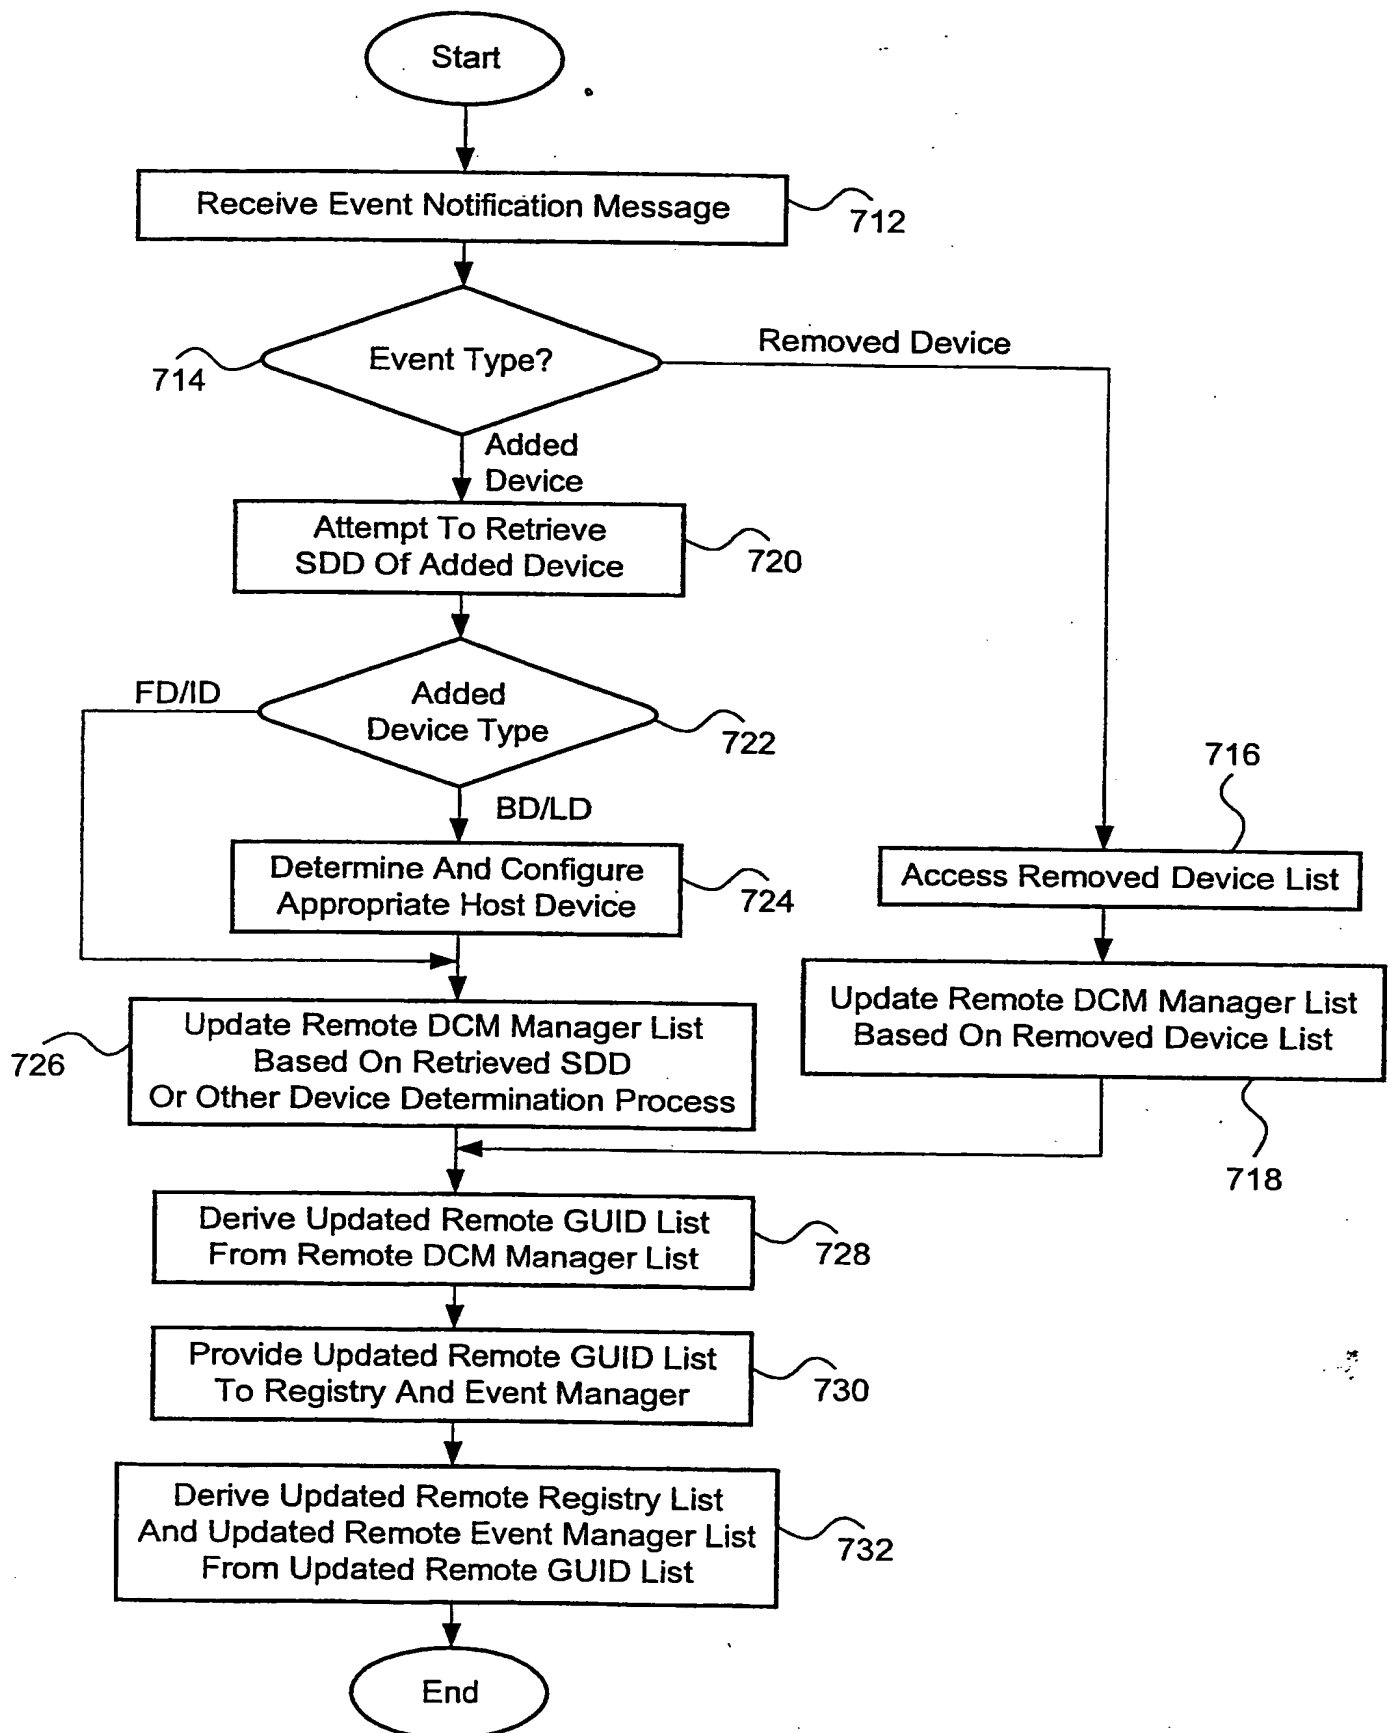 Start
Receive Event Notification Message
712
Event Type?
714
Removed Device
Added
Device
Attempt To Retrieve
SDD Of Added Device
720
FD/ID
Added
Device Type
722
BD/LD
716
Determine And Configure
Appropriate Host Device
724
Access Removed Device List
Update Remote DCM Manager List
Based On Removed Device List
718
Update Remote DCM Manager List
Based On Retrieved SDD
Or Other Device Determination Process
726
Derive Updated Remote GUID List
From Remote DCM Manager List
728
Provide Updated Remote GUID List
To Registry And Event Manager
730
Derive Updated Remote Registry List
And Updated Remote Event Manager List
From Updated Remote GUID List
732
End